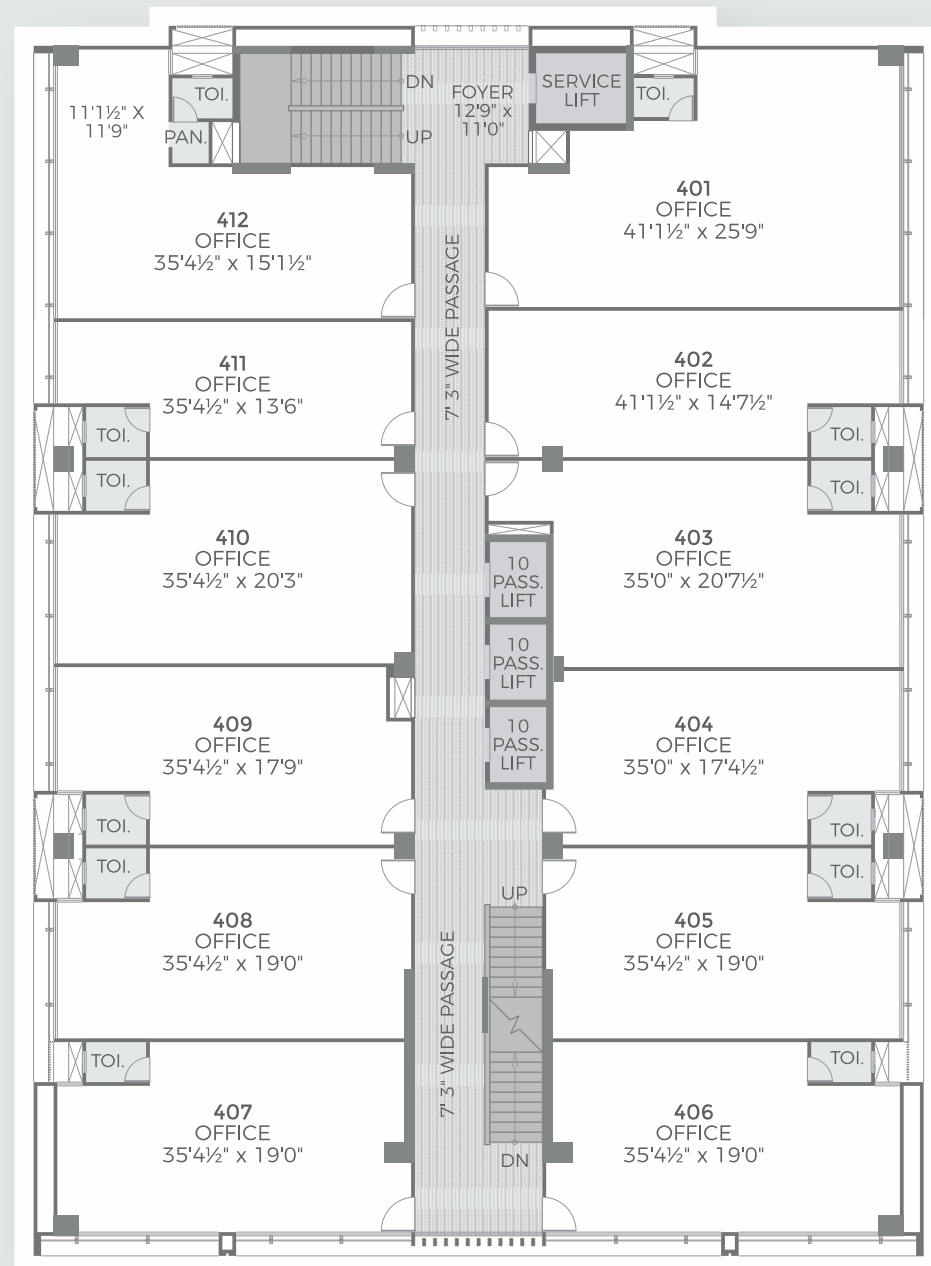 11'1½" X
11'9"
TOI.
PAN.
DN
UP
FOYER
12'9" x
11'0"
SERVICE
LIFT
TOI.
412
OFFICE
35'4½" x 15'1½"
401
OFFICE
41'1½" x 25'9"
7' 3" WIDE PASSAGE
411
OFFICE
35'4½" x 13'6"
402
OFFICE
41'1½" x 14'7½"
TOI.
TOI.
TOI.
TOI.
410
OFFICE
35'4½" x 20'3"
10
PASS.
LIFT
403
OFFICE
35'0" x 20'7½"
10
PASS.
LIFT
409
OFFICE
35'4½" x 17'9"
10
PASS.
LIFT
404
OFFICE
35'0" x 17'4½"
TOI.
TOI.
TOI.
TOI.
UP
408
OFFICE
35'4½" x 19'0"
405
OFFICE
35'4½" x 19'0"
7' 3" WIDE PASSAGE
TOI.
TOI.
407
OFFICE
35'4½" x 19'0"
406
OFFICE
35'4½" x 19'0"
DN